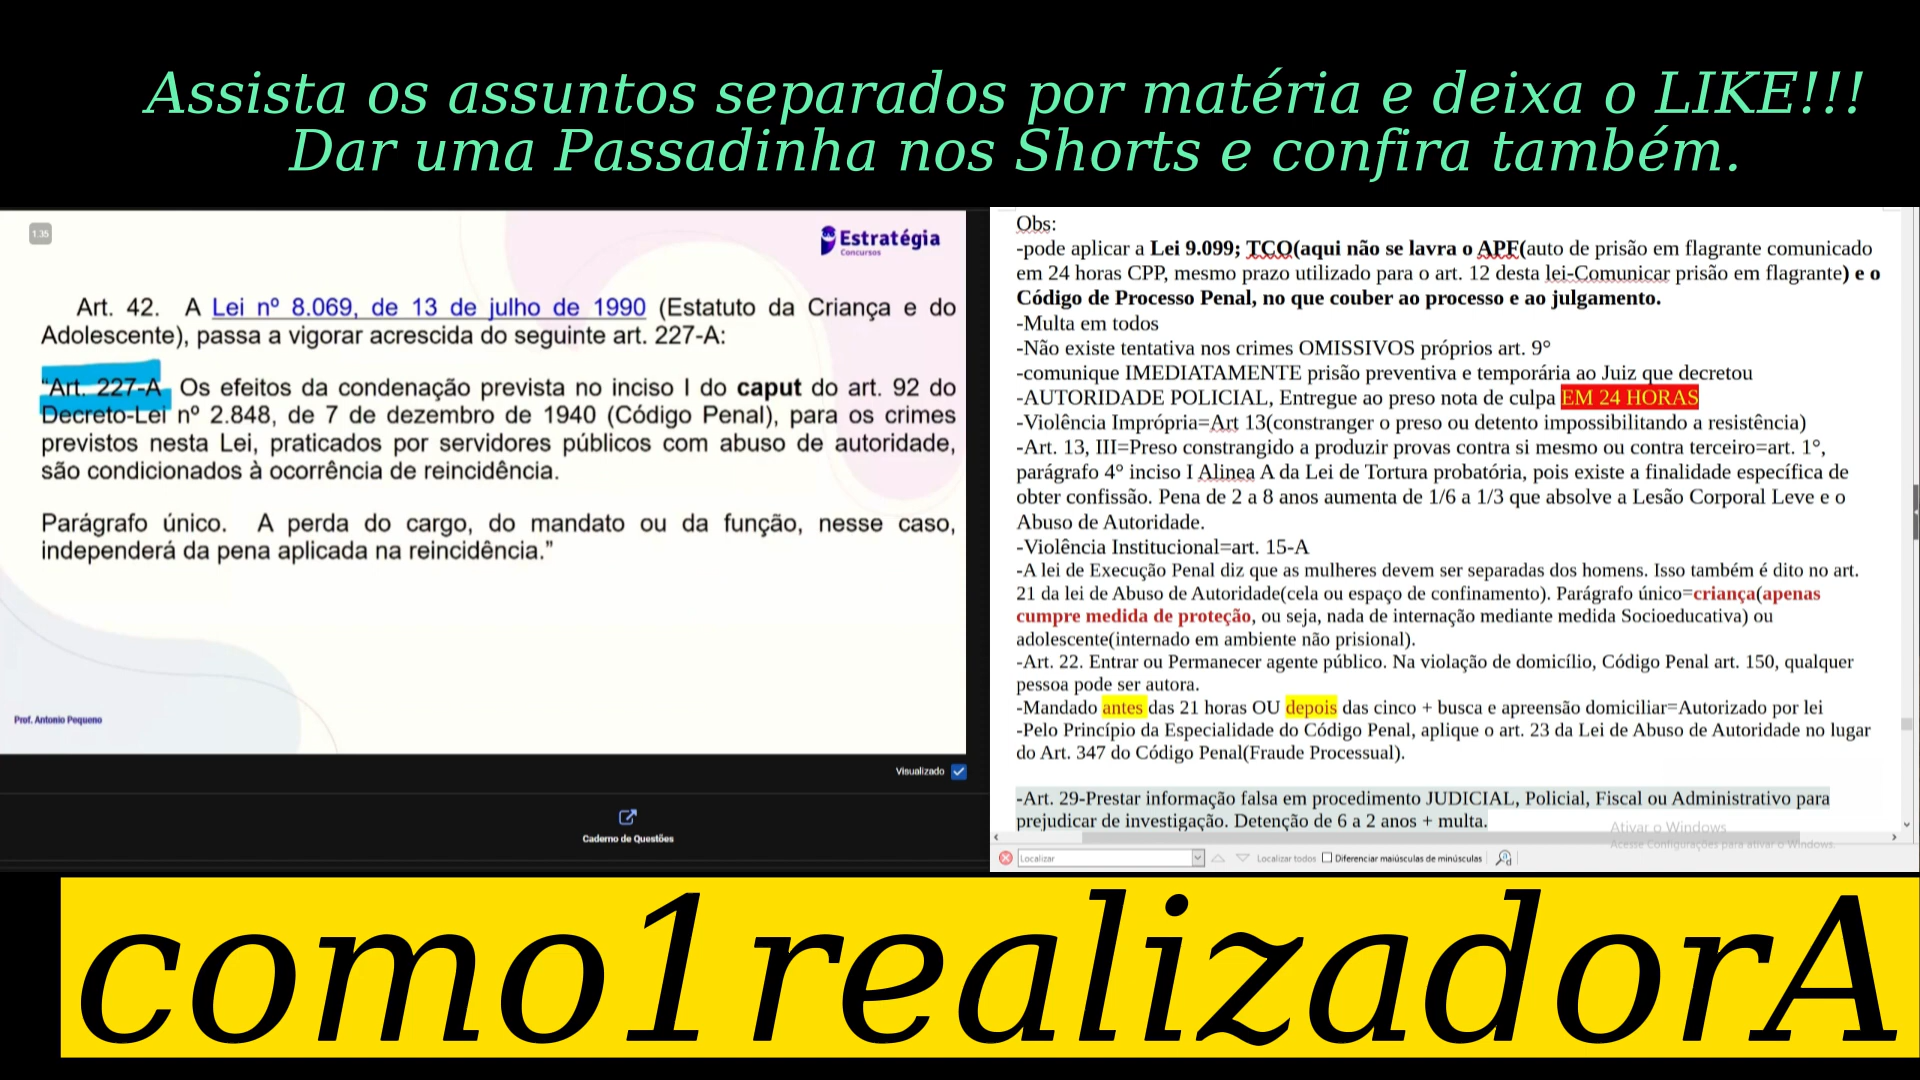 Assista os assuntos separados por matéria e deixa o LIKE!!!
Dar uma Passadinha nos Shorts e confira também.
1.35
Estratégia
Concursos
Art. 42. A Lei nº 8.069, de 13 de julho de 1990 (Estatuto da Criança e do
Adolescente), passa a vigorar acrescida do seguinte art. 227-A:
“Art. 227-A Os efeitos da condenação prevista no inciso I do caput do art. 92 do
Decreto-Lei nº 2.848, de 7 de dezembro de 1940 (Código Penal), para os crimes
previstos nesta Lei, praticados por servidores públicos com abuso de autoridade,
são condicionados à ocorrência de reincidência.
Parágrafo único. A perda do cargo, do mandato ou da função, nesse caso,
independerá da pena aplicada na reincidência.”
Prof. Antonio Pequeno
Visualizado
Caderno de Questões
Obs:
-pode aplicar a Lei 9.099; TCO(aqui não se lavra o APF(auto de prisão em flagrante comunicado
em 24 horas CPP, mesmo prazo utilizado para o art. 12 desta lei-Comunicar prisão em flagrante) e o
Código de Processo Penal, no que couber ao processo e ao julgamento.
-Multa em todos
-Não existe tentativa nos crimes OMISSIVOS próprios art. 9°
-comunique IMEDIATAMENTE prisão preventiva e temporária ao Juiz que decretou
-AUTORIDADE POLICIAL, Entregue ao preso nota de culpa EM 24 HORAS
-Violência Imprópria=Art 13(constranger o preso ou detento impossibilitando a resistência)
-Art. 13, III=Preso constrangido a produzir provas contra si mesmo ou contra terceiro=art. 1°,
parágrafo 4° inciso I Alinea A da Lei de Tortura probatória, pois existe a finalidade específica de
obter confissão. Pena de 2 a 8 anos aumenta de 1/6 a 1/3 que absolve a Lesão Corporal Leve e o
Abuso de Autoridade.
-Violência Institucional=art. 15-A
-A lei de Execução Penal diz que as mulheres devem ser separadas dos homens. Isso também é dito no art.
21 da lei de Abuso de Autoridade(cela ou espaço de confinamento). Parágrafo único=criança(apenas
cumpre medida de proteção, ou seja, nada de internação mediante medida Socioeducativa) ou
adolescente(internado em ambiente não prisional).
-Art. 22. Entrar ou Permanecer agente público. Na violação de domicílio, Código Penal art. 150, qualquer
pessoa pode ser autora.
-Mandado antes das 21 horas OU depois das cinco + busca e apreensão domiciliar=Autorizado por lei
-Pelo Princípio da Especialidade do Código Penal, aplique o art. 23 da Lei de Abuso de Autoridade no lugar
do Art. 347 do Código Penal(Fraude Processual).
-Art. 29-Prestar informação falsa em procedimento JUDICIAL, Policial, Fiscal ou Administrativo para
prejudicar de investigação. Detenção de 6 a 2 anos + multa.
Ativar o Windows
Acesse Configurações para ativar o Windows.
Localizar
Localizar todos
Diferenciar maiúsculas de minúsculas
como1realizadorA